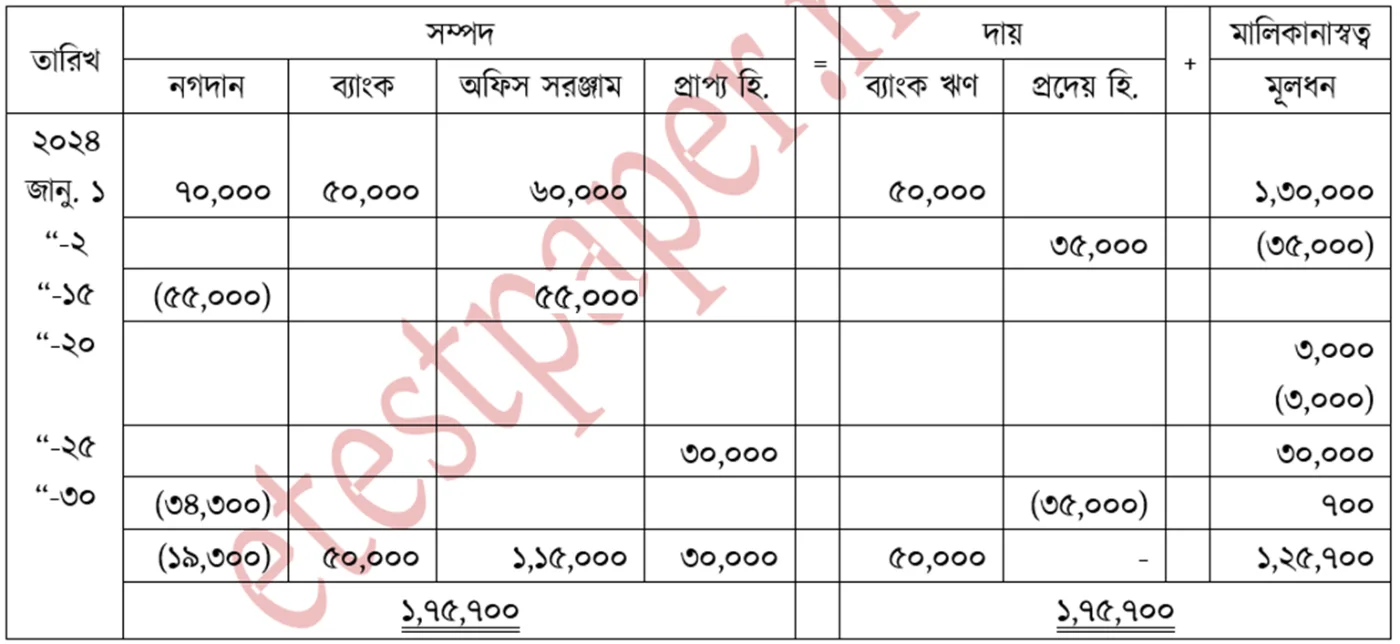 তারিখ সম্পদ = দায় + মালিকানাস্বত্ব
নগদান ব্যাংক অফিস সরঞ্জাম প্রাপ্য হি. ব্যাংক ঋণ প্রদেয় হি. মূলধন
২০২৪
জানু. ১ ৭০,০০০ ৫০,০০০ ৬০,০০০ ৫০,০০০ ১,৩০,০০০
“-২ ৩৫,০০০ (৩৫,০০০)
“-১৫ (৫৫,০০০) ৫৫,০০০
“-২০ ৩,০০০
(৩,০০০)
“-২৫ ৩০,০০০ ৩০,০০০
“-৩০ (৩৪,৩০০) (৩৫,০০০) ৭০০
(১৯,৩০০) ৫০,০০০ ১,১৫,০০০ ৩০,০০০ ৫০,০০০ - ১,২৫,৭০০
১,৭৫,৭০০ ১,৭৫,৭০০